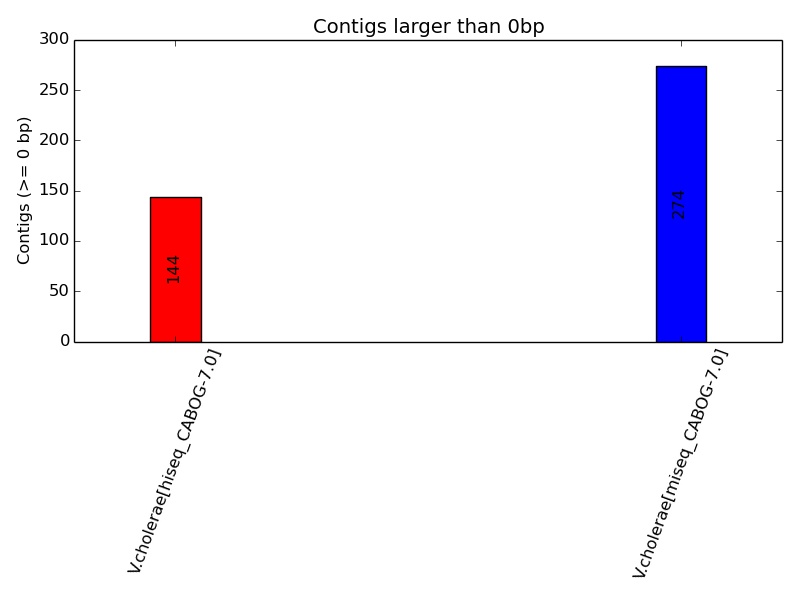 Contigs larger than 0bp
Contigs (>= 0 bp)
300
250
200
150
100
50
0
144
274
V.cholerae[hiseq_CABOG-7.0]
V.cholerae[miseq_CABOG-7.0]